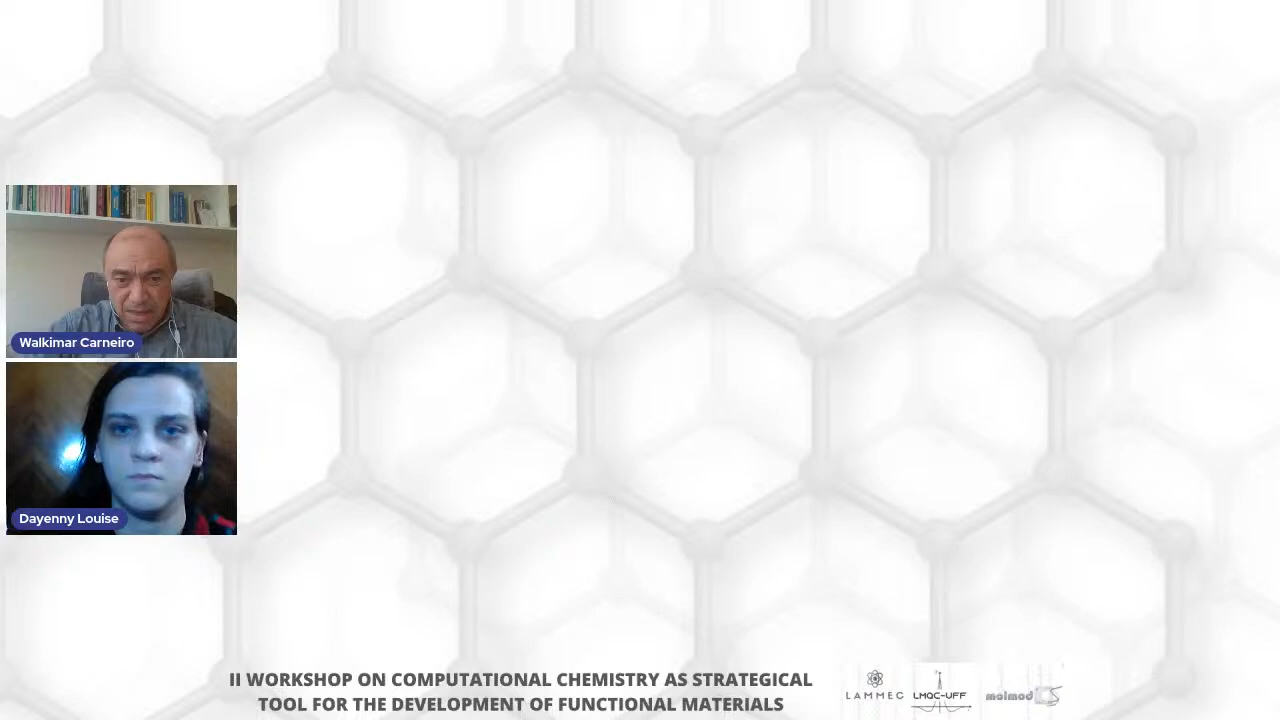 Walkimar Carneiro
Dayenny Louise
II WORKSHOP ON COMPUTATIONAL CHEMISTRY AS STRATEGICAL
TOOL FOR THE DEVELOPMENT OF FUNCTIONAL MATERIALS
LAMMEC LMQC-UFF molmod CS